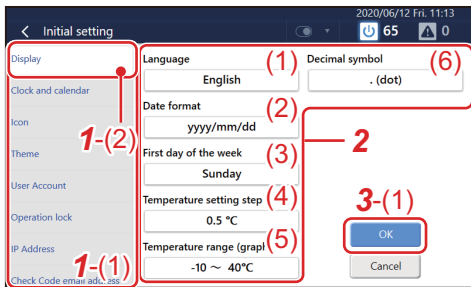 2020/06/12 Fri. 11:13
Initial setting
65
0
Display
Clock and calendar
Icon
Theme
User Account
Operation lock
IP Address
Check Code email address
1-(2)
1-(1)
Language (1)
English
Date format (2)
yyyy/mm/dd
First day of the week (3)
Sunday
Temperature setting step (4)
0.5 °C
Temperature range (graph (5)
-10 ～ 40°C
Decimal symbol (6)
. (dot)
2
3-(1)
OK
Cancel